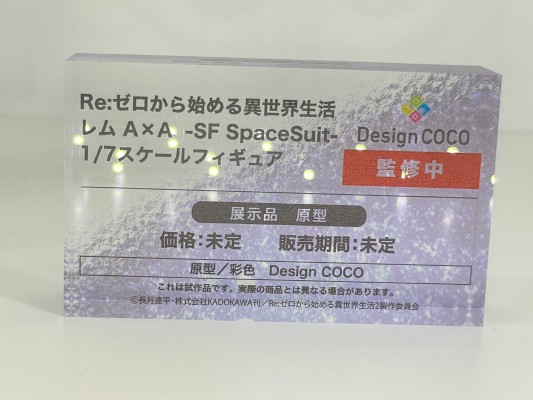 Re:ゼロから始める異世界生活
レム A×A -SF SpaceSuit-
1/7スケールフィギュア
Design COCO
監修中
展示品 原型
価格:未定 販売期間:未定
原型/彩色 Design COCO
これは試作品です。実際の商品とは異なる場合があります。
©長月達平・株式会社KADOKAWA刊/Re:ゼロから始める異世界生活2製作委員会